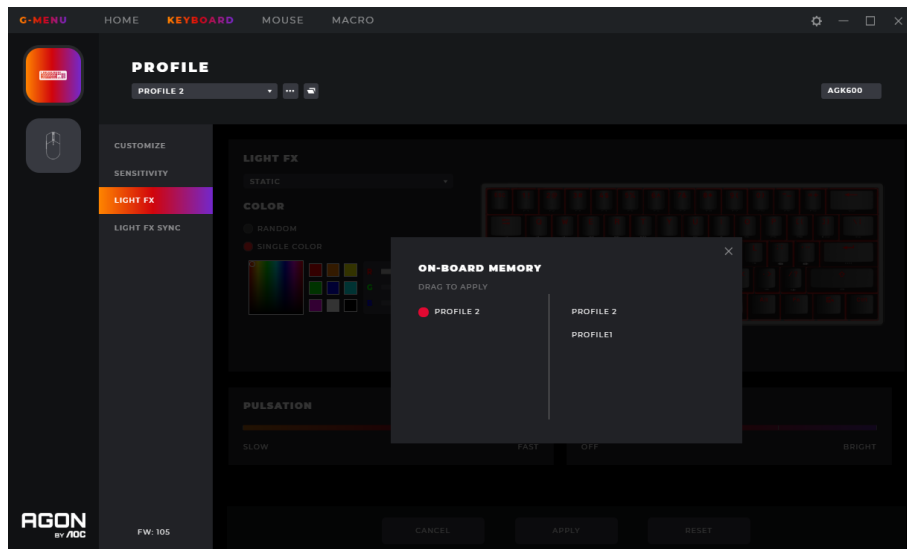 G-MENU HOME KEYBOARD MOUSE MACRO
PROFILE
PROFILE 2
AGK600
CUSTOMIZE
SENSITIVITY
LIGHT FX
LIGHT FX SYNC
LIGHT FX
STATIC
COLOR
RANDOM
SINGLE COLOR
ON-BOARD MEMORY
DRAG TO APPLY
PROFILE 2
PROFILE 2
PROFILE1
PULSATION
SLOW FAST
OFF BRIGHT
CANCEL APPLY RESET
AGON
BY AOC
FW: 105